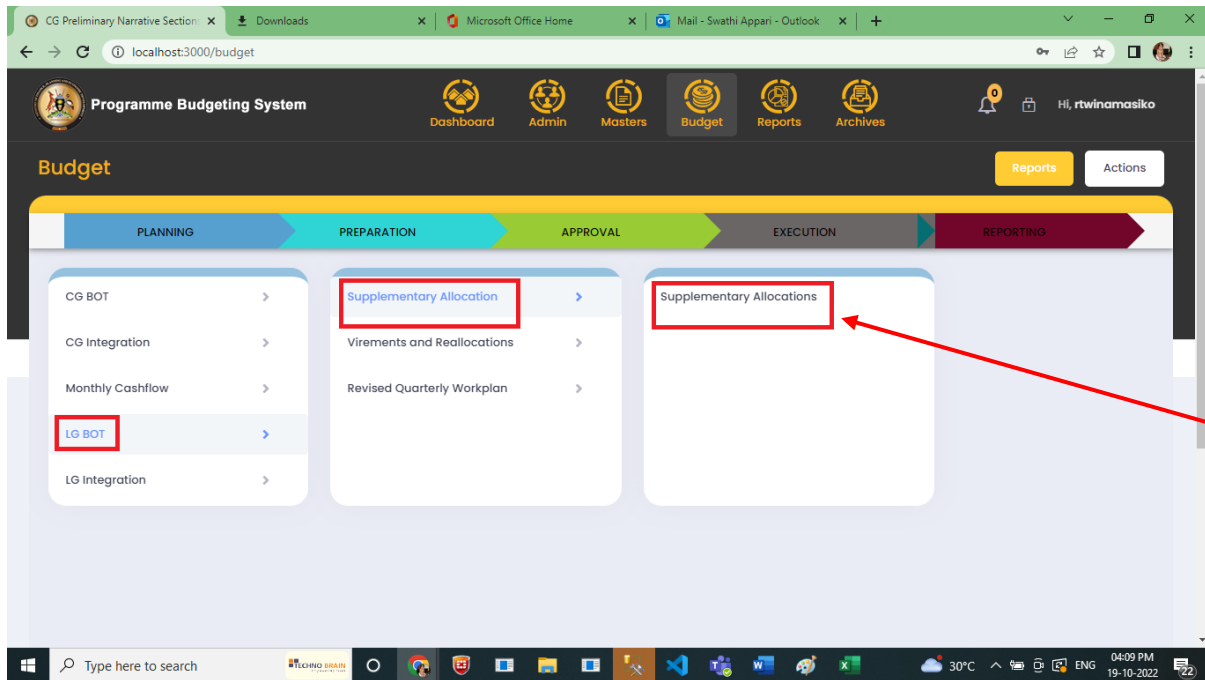 CG Preliminary Narrative Section
Downloads
Microsoft Office Home
Mail - Swathi Appari - Outlook
localhost:3000/budget
Programme Budgeting System
Dashboard
Admin
Masters
Budget
Reports
Archives
0
Hi, rtwinamasiko
Budget
Reports
Actions
PLANNING
PREPARATION
APPROVAL
EXECUTION
REPORTING
CG BOT
Supplementary Allocation
Supplementary Allocations
CG Integration
Virements and Reallocations
Monthly Cashflow
Revised Quarterly Workplan
LG BOT
LG Integration
Type here to search
TECHNO BRAIN
30°C
ENG
04:09 PM
19-10-2022
22